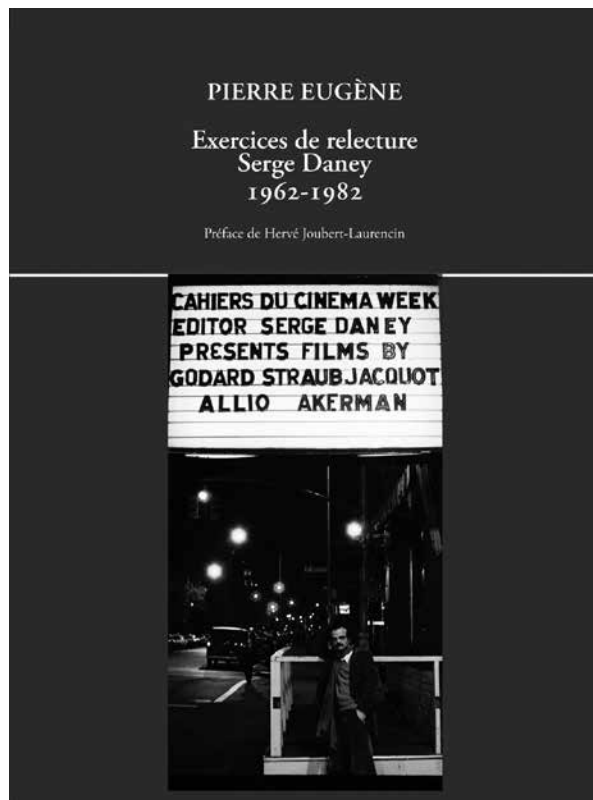 PIERRE EUGÈNE
Exercices de relecture
Serge Daney
1962-1982
Préface de Hervé Joubert-Laurencin
CAHIERS DU CINEMA WEEK
EDITOR SERGE DANEY
PRESENTS FILMS BY
GODARD STRAUB JACQUOT
ALLIO AKERMAN